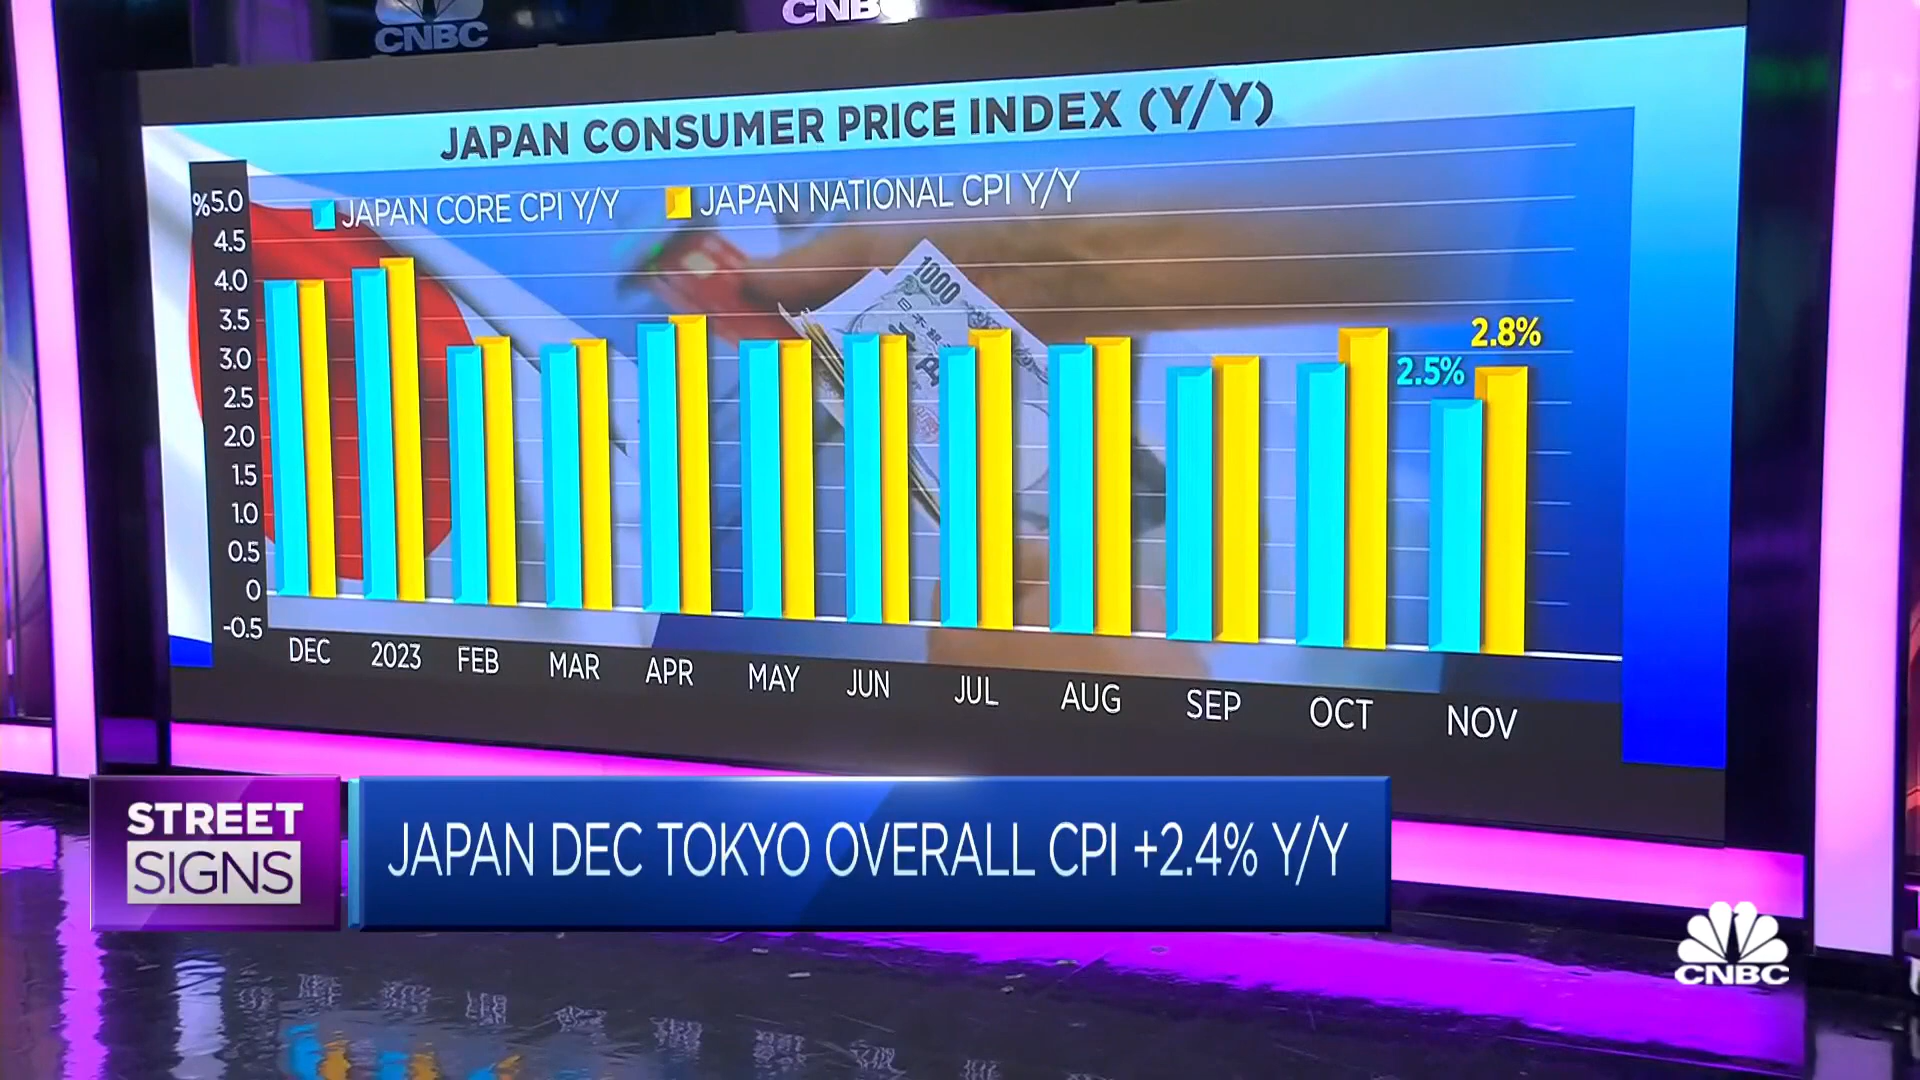 CNBC
CNBC
JAPAN CONSUMER PRICE INDEX (Y/Y)
%5.0
JAPAN CORE CPI Y/Y
JAPAN NATIONAL CPI Y/Y
4.5
4.0
3.5
3.0
2.5
2.0
1.5
1.0
0.5
0
-0.5
1000
2.5%
2.8%
DEC 2023 FEB MAR APR MAY JUN JUL AUG SEP OCT NOV
STREET
SIGNS
JAPAN DEC TOKYO OVERALL CPI +2.4% Y/Y
CNBC